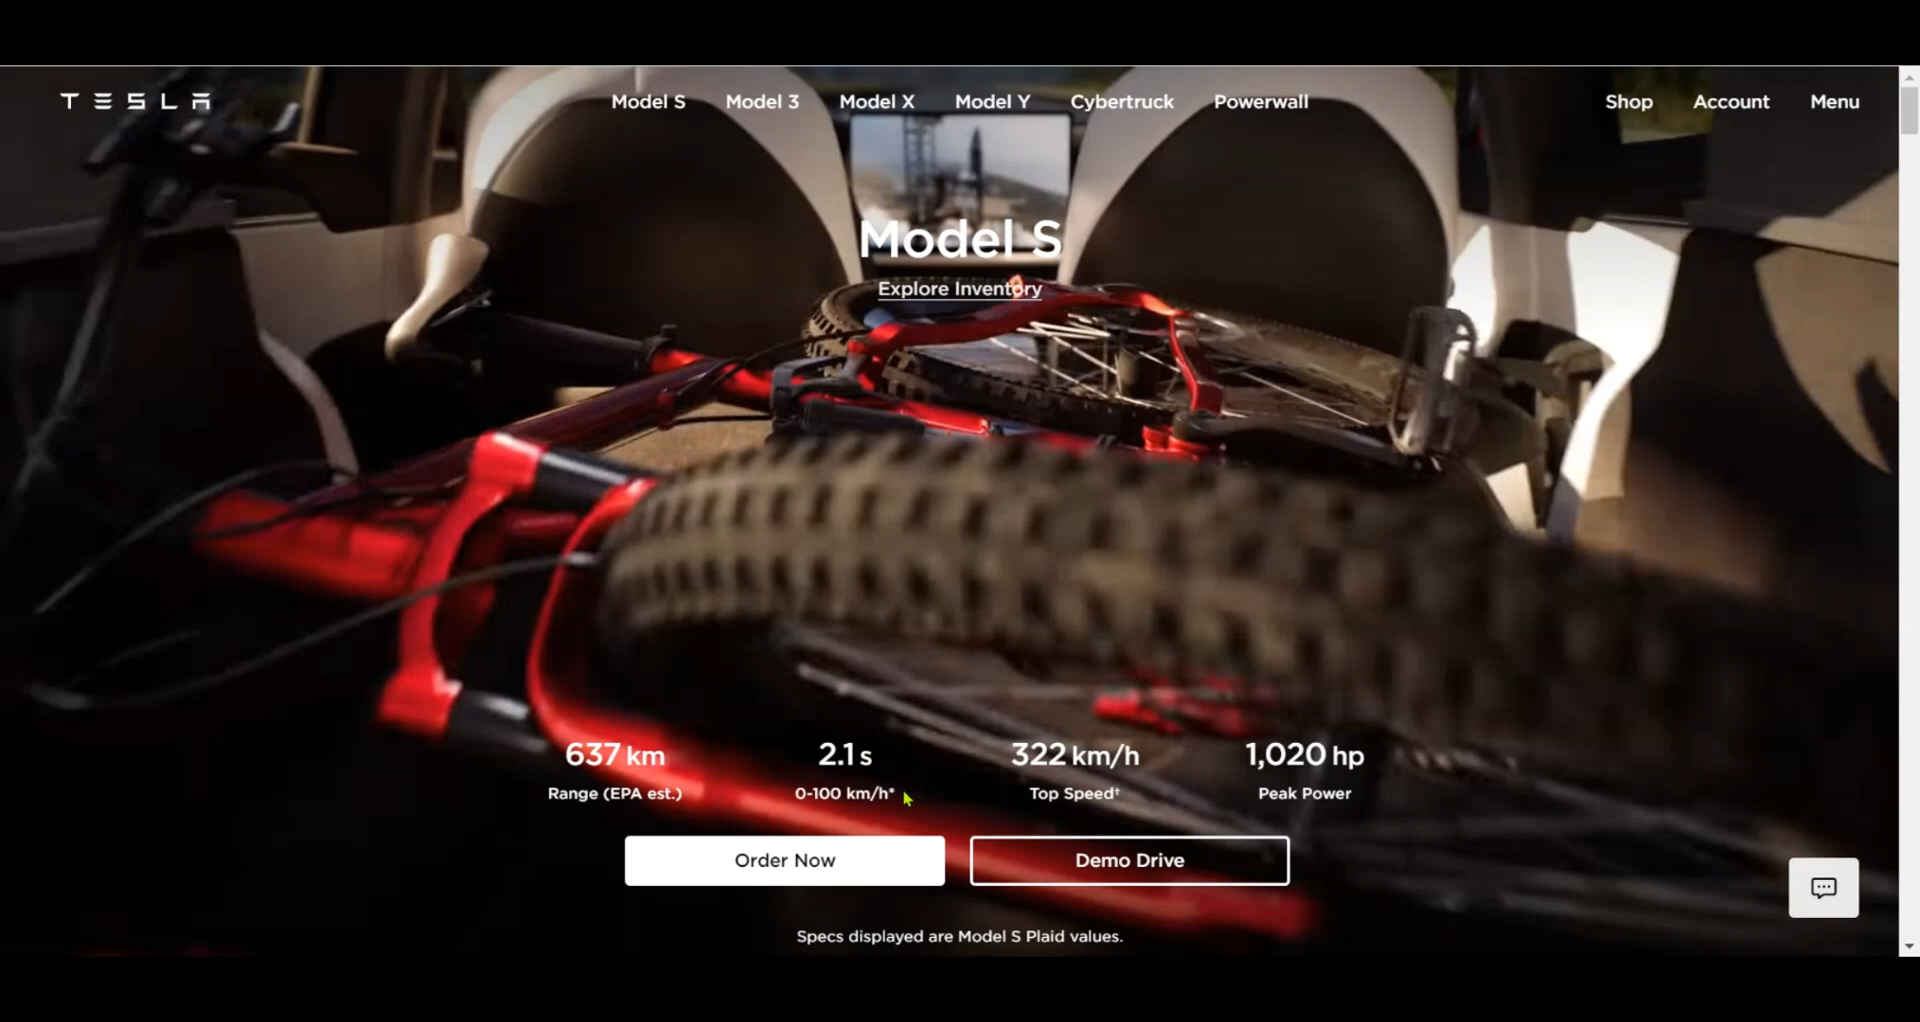 TESLA
Model S Model 3 Model X Model Y Cybertruck Powerwall
Shop Account Menu
Model S
Explore Inventory
637 km 2.1 s 322 km/h 1,020 hp
Range (EPA est.) 0-100 km/h* Top Speed† Peak Power
Order Now Demo Drive
Specs displayed are Model S Plaid values.